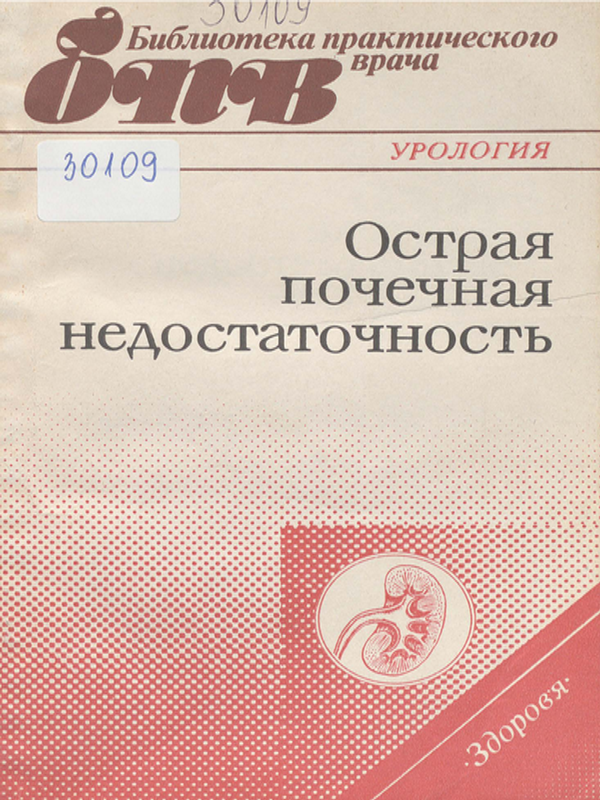 30109
Библиотека практического
врача
бпв
УРОЛОГИЯ
30109
Острая
почечная
недостаточность
·Здоровя·